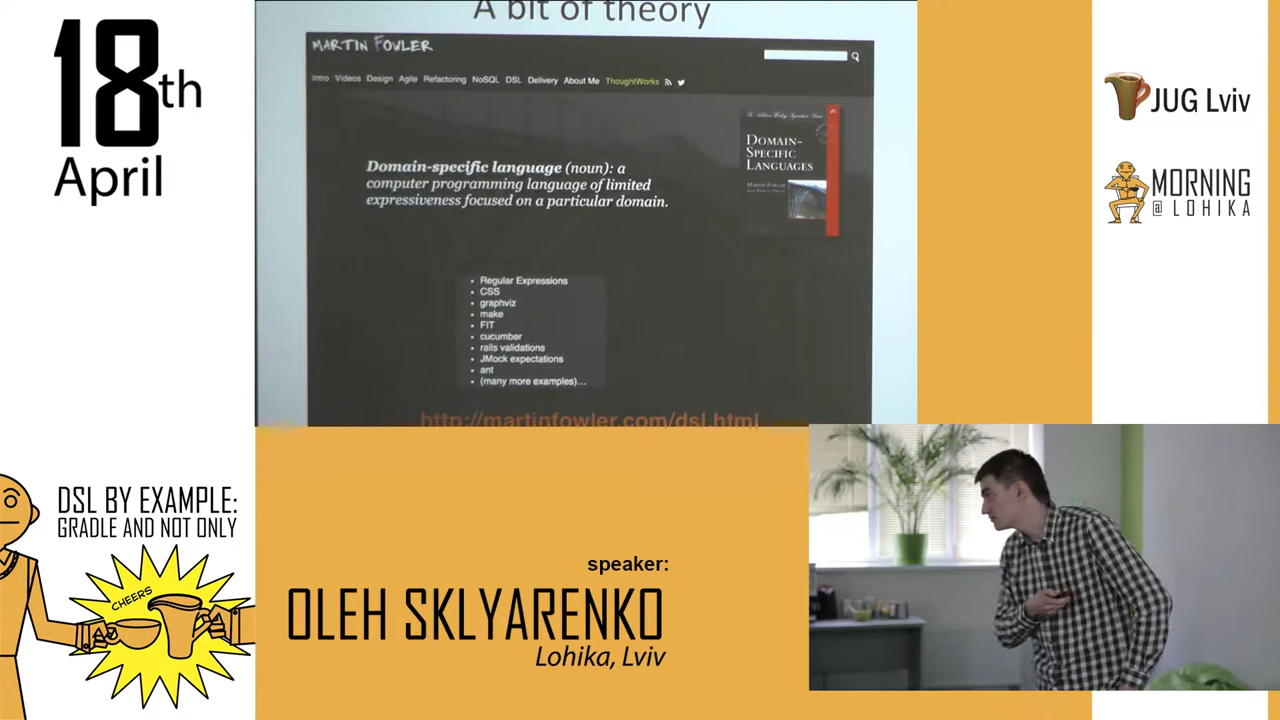 18th
April
A bit of theory
MARTIN FOWLER
Intro Videos Design Agile Refactoring NoSQL DSL Delivery About Me ThoughtWorks
Domain-specific language (noun): a
computer programming language of limited
expressiveness focused on a particular domain.
DOMAIN-
SPECIFIC
LANGUAGES
MARTIN FOWLER
• Regular Expressions
• CSS
• graphviz
• make
• FIT
• cucumber
• rails validations
• JMock expectations
• ant
• (many more examples)...
http://martinfowler.com/dsl.html
JUG Lviv
MORNING
@ LOHIKA
DSL BY EXAMPLE:
GRADLE AND NOT ONLY
CHEERS
speaker:
OLEH SKLYARENKO
Lohika, Lviv